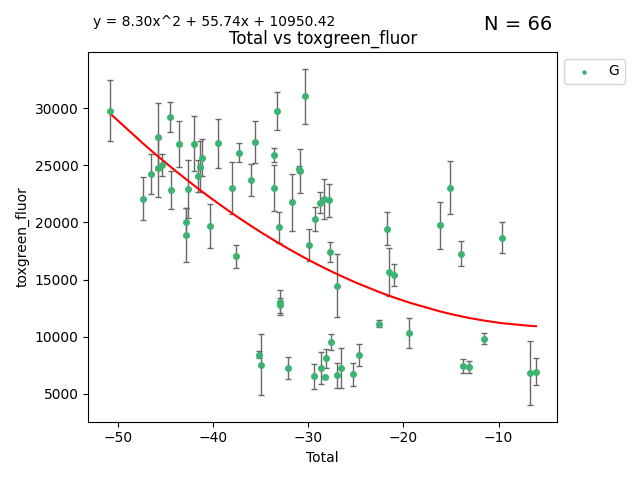 y = 8.30x^2 + 55.74x + 10950.42
N = 66
Total vs toxgreen_fluor
G
30000
25000
20000
15000
10000
5000
toxgreen_fluor
−50
−40
−30
−20
−10
Total